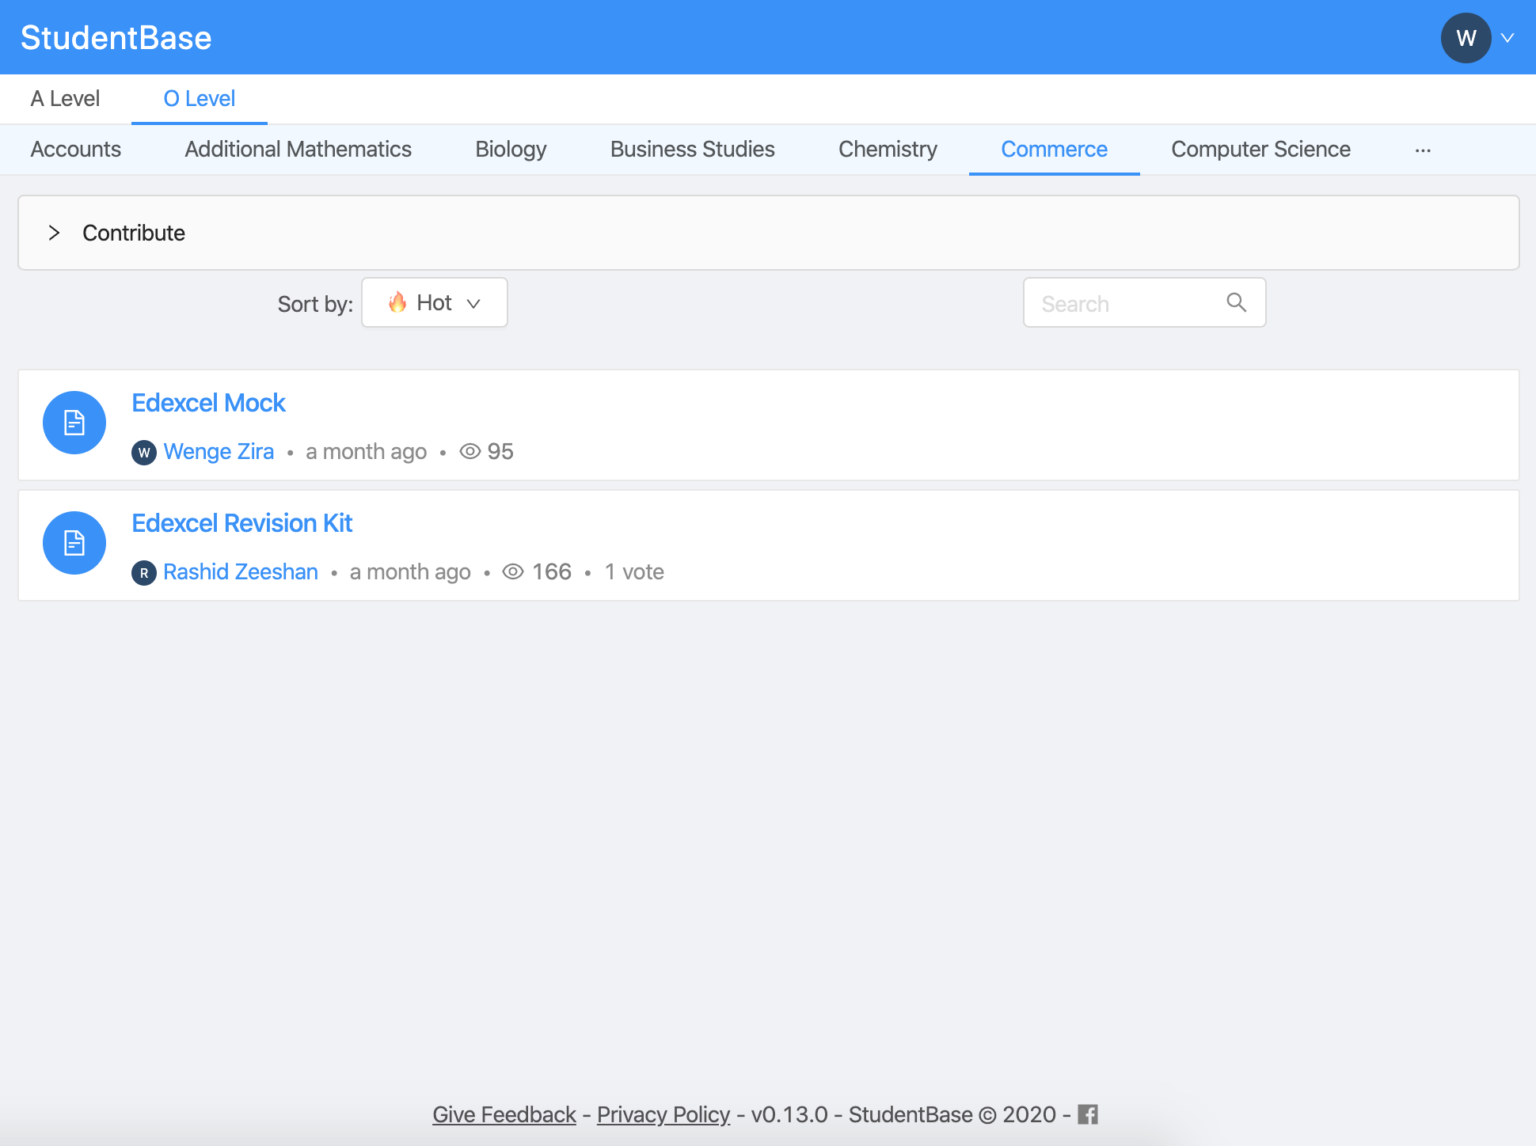 StudentBase
W
A Level O Level
Accounts Additional Mathematics Biology Business Studies Chemistry Commerce Computer Science ···
Contribute
Sort by: 🔥 Hot Search
Edexcel Mock
W Wenge Zira • a month ago • 95
Edexcel Revision Kit
R Rashid Zeeshan • a month ago • 166 • 1 vote
Give Feedback - Privacy Policy - v0.13.0 - StudentBase © 2020 -